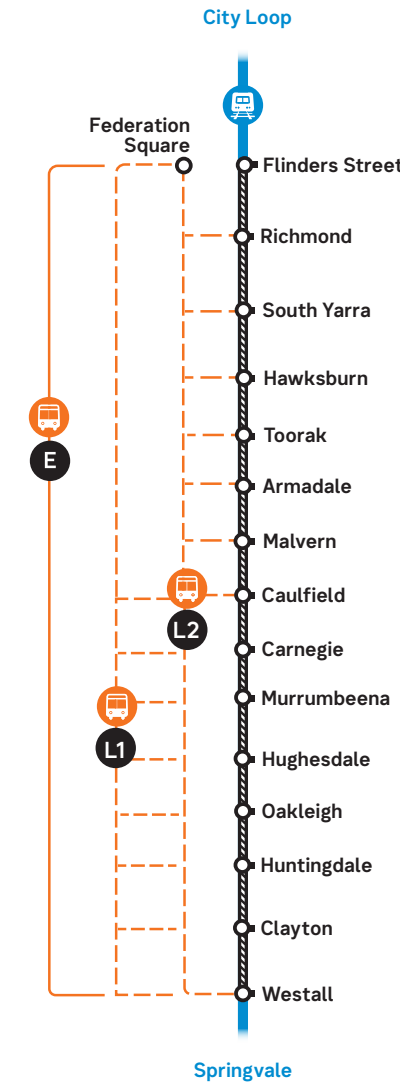 City Loop
Federation
Square
Flinders Street
Richmond
South Yarra
Hawksburn
Toorak
E
Armadale
Malvern
Caulfield
L2
Carnegie
Murrumbeena
L1
Hughesdale
Oakleigh
Huntingdale
Clayton
Westall
Springvale